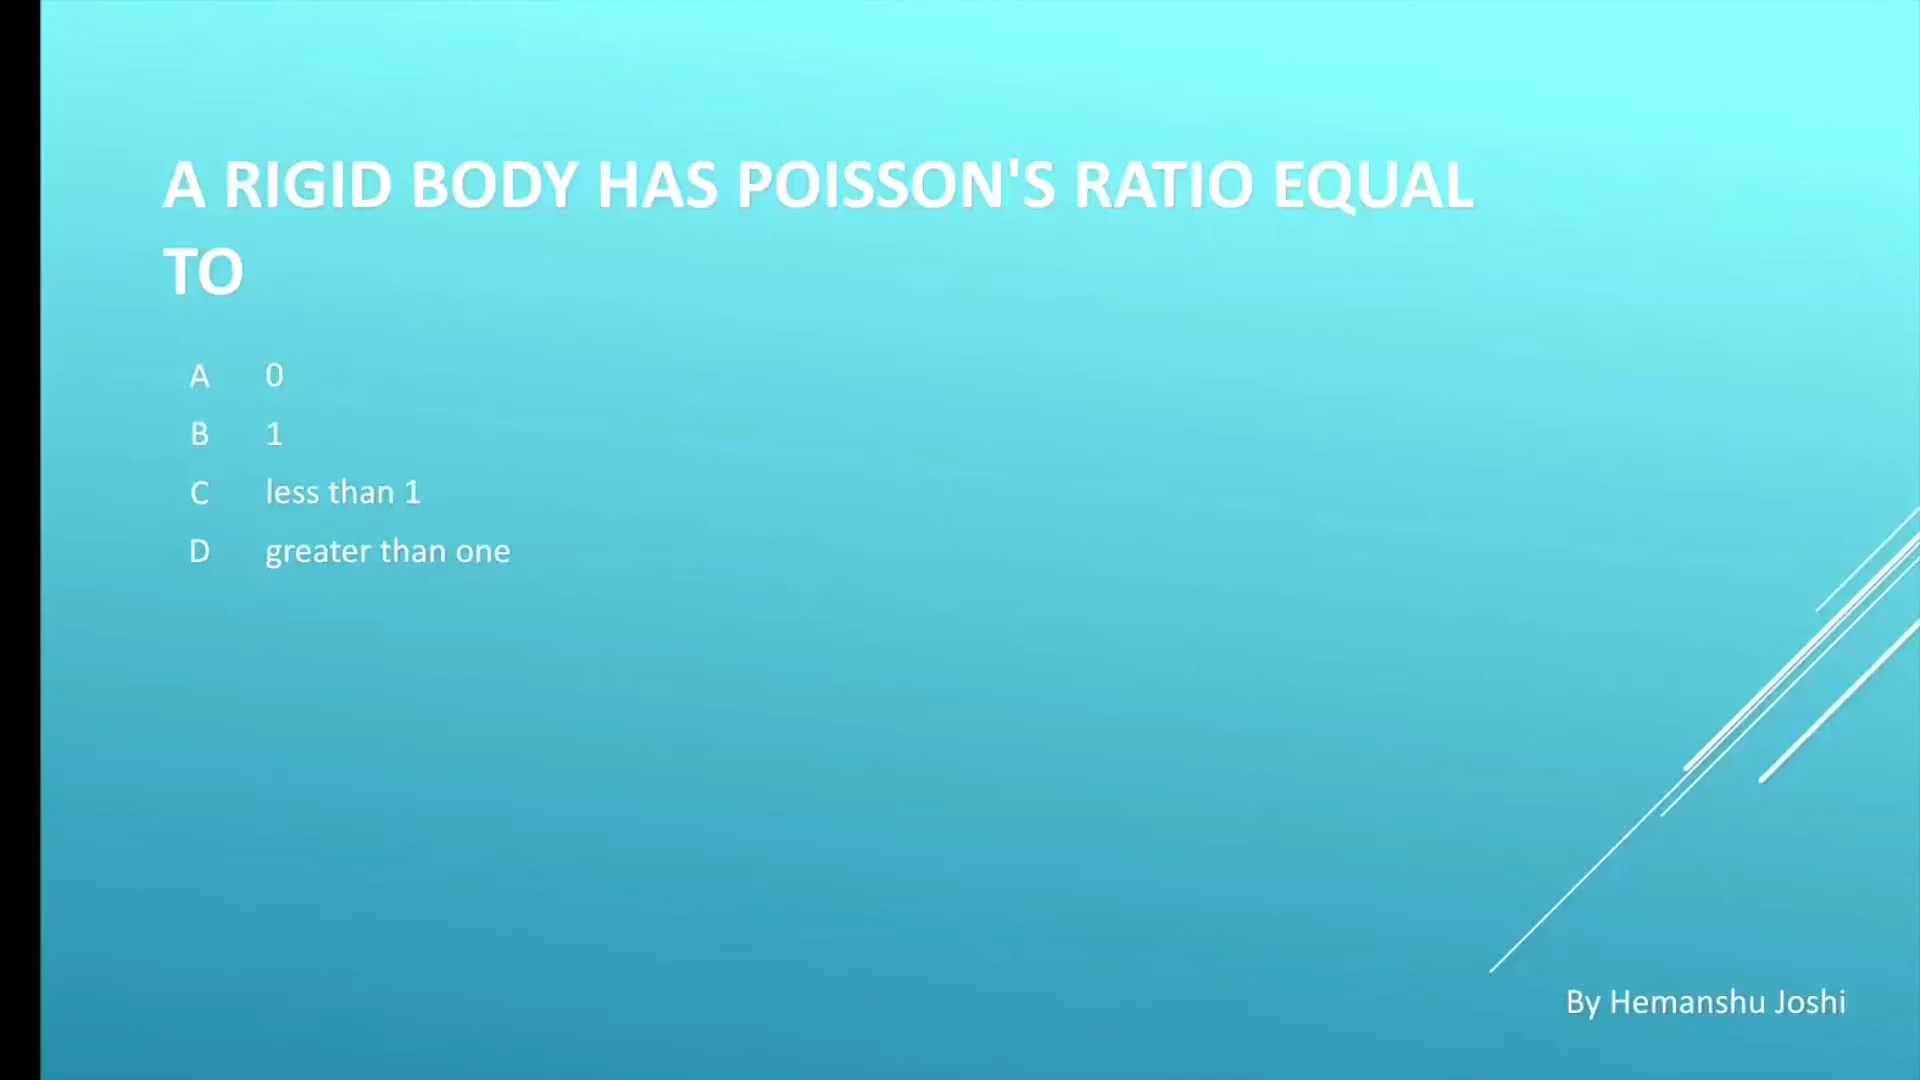 A RIGID BODY HAS POISSON'S RATIO EQUAL
TO
A 0
B 1
C less than 1
D greater than one
By Hemanshu Joshi